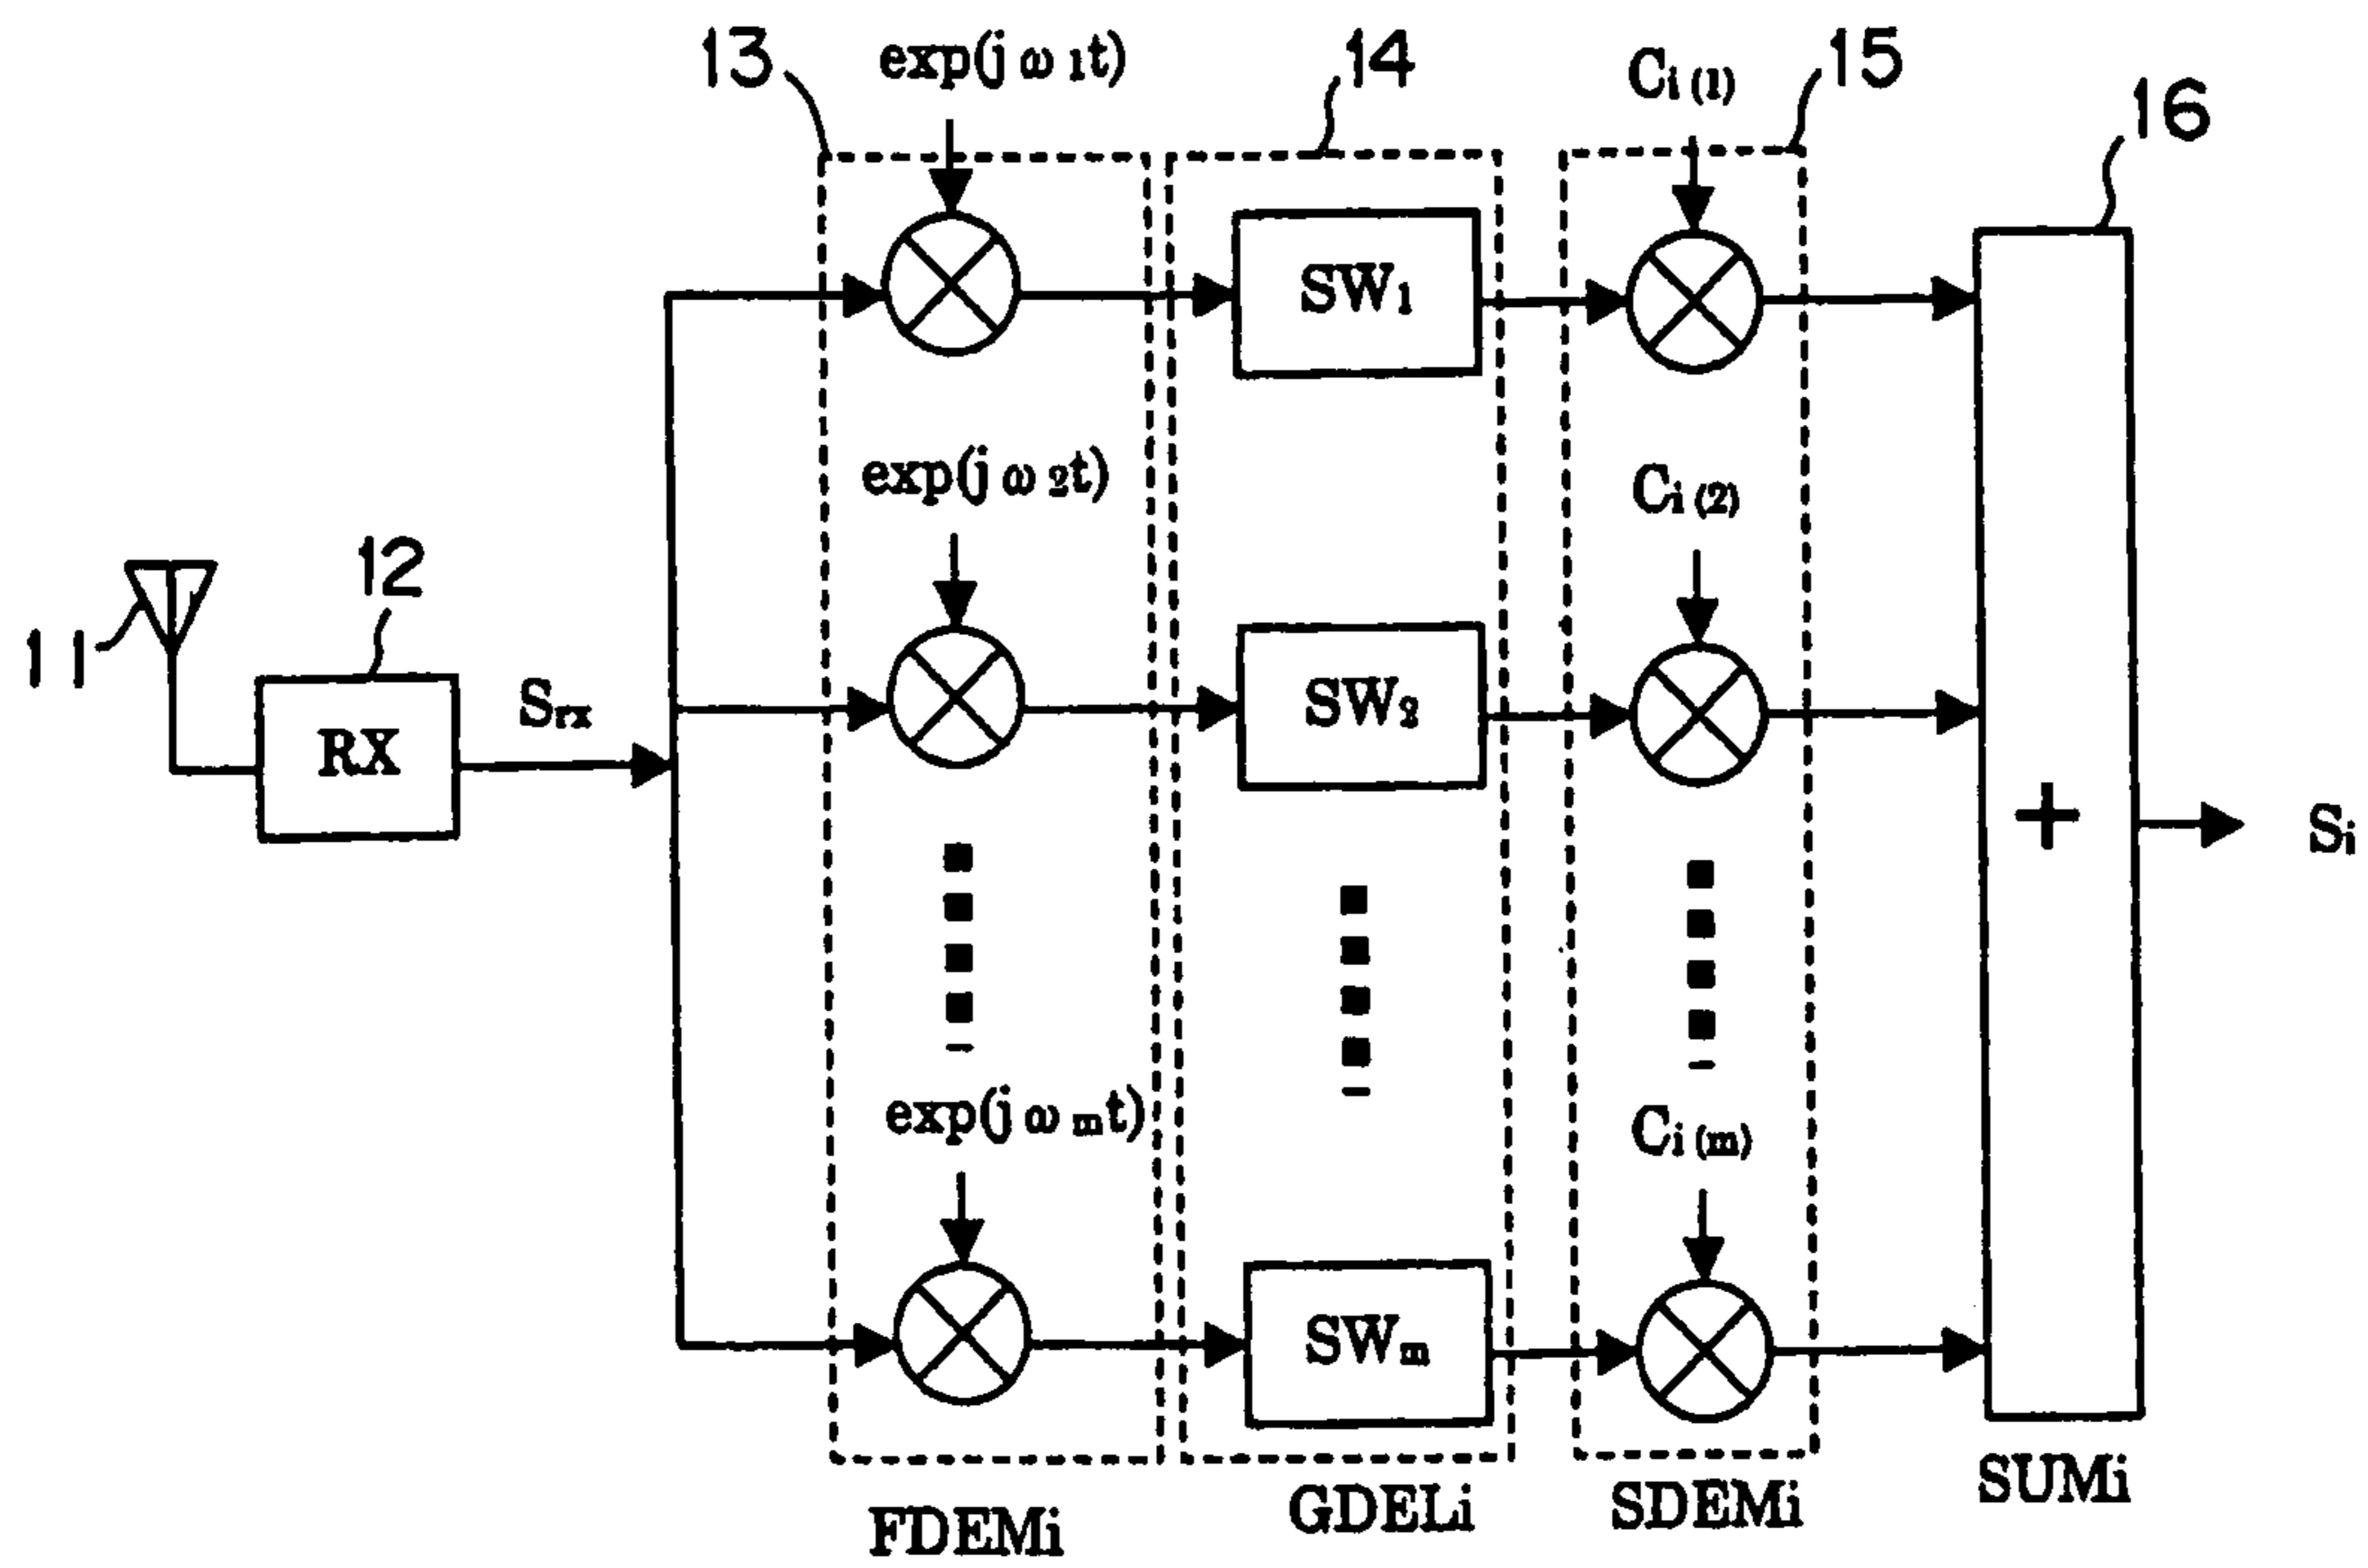 13
exp(jω₁t)
14
Cᵢ₍₁₎
15
16
SW₁
exp(jω₂t)
Cᵢ₍₂₎
11
12
RX
Sᵣₓ
SW₂
+
Sᵢ
exp(jωₘt)
Cᵢ₍ₘ₎
SWₘ
FDEMi
GDELi
SDEMi
SUMi